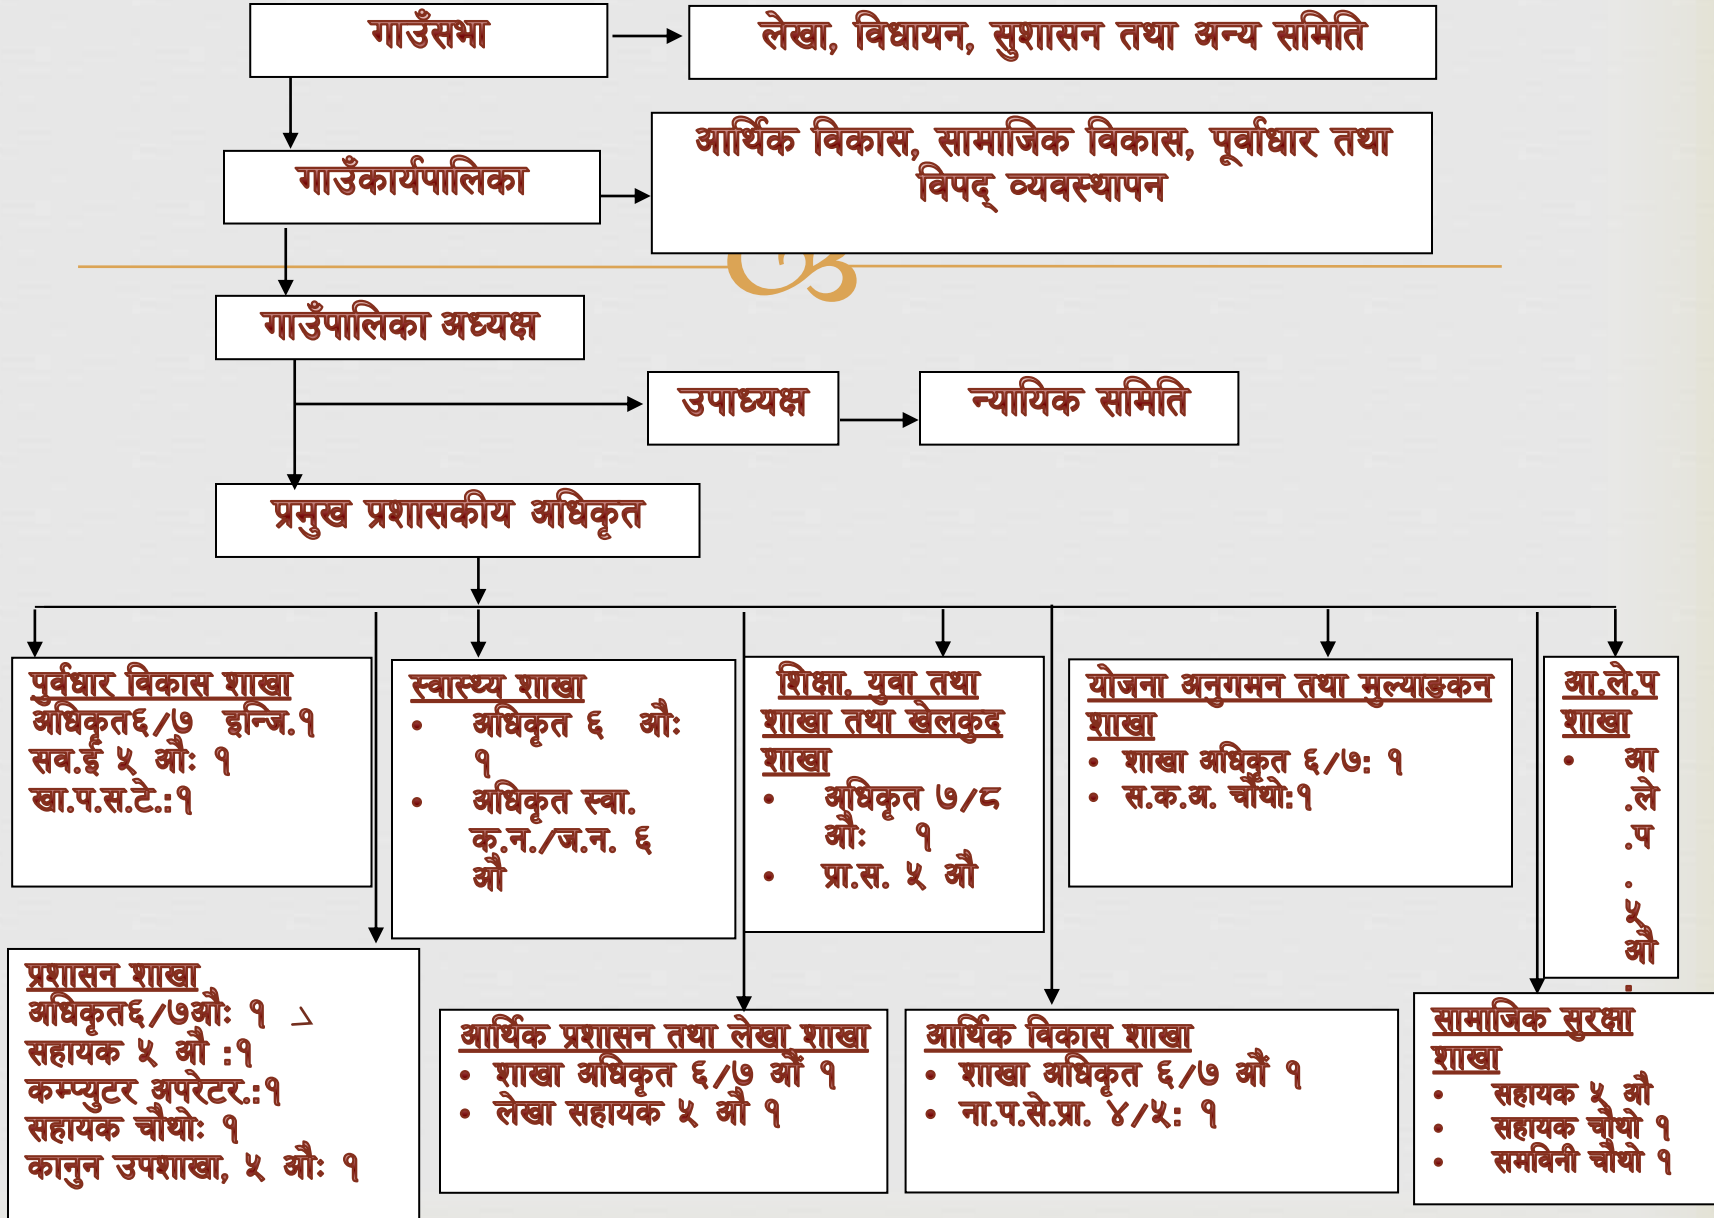 गाउँसभा
लेखा, विधायन, सुशासन तथा अन्य समिति
गाउँकार्यपालिका
आर्थिक विकास, सामाजिक विकास, पूर्वाधार तथा
विपद् व्यवस्थापन
गाउँपालिका अध्यक्ष
उपाध्यक्ष
न्यायिक समिति
प्रमुख प्रशासकीय अधिकृत
पुर्वधार विकास शाखा
अधिकृत६/७ इन्जि.१
सव.ई ५ औः १
खा.प.स.टे.:१
स्वास्थ्य शाखा
• अधिकृत ६ औः
१
• अधिकृत स्वा.
क.न./ज.न. ६
औ
शिक्षा. युवा तथा
शाखा तथा खेलकुद
शाखा
• अधिकृत ७/८
औः १
• प्रा.स. ५ औ
योजना अनुगमन तथा मुल्याङकन
शाखा
• शाखा अधिकृत ६/७: १
• स.क.अ. चौथो:१
आ.ले.प
शाखा
• आ
.ले
.प
.
५
औ
:
प्रशासन शाखा
अधिकृत६/७औः १
सहायक ५ औ :१
कम्प्युटर अपरेटर.:१
सहायक चौथोः १
कानुन उपशाखा, ५ औः १
आर्थिक प्रशासन तथा लेखा शाखा
• शाखा अधिकृत ६/७ औं १
• लेखा सहायक ५ औ १
आर्थिक विकास शाखा
• शाखा अधिकृत ६/७ औं १
• ना.प.से.प्रा. ४/५: १
सामाजिक सुरक्षा
शाखा
• सहायक ५ औ
• सहायक चौथो १
• समविनी चौथो १